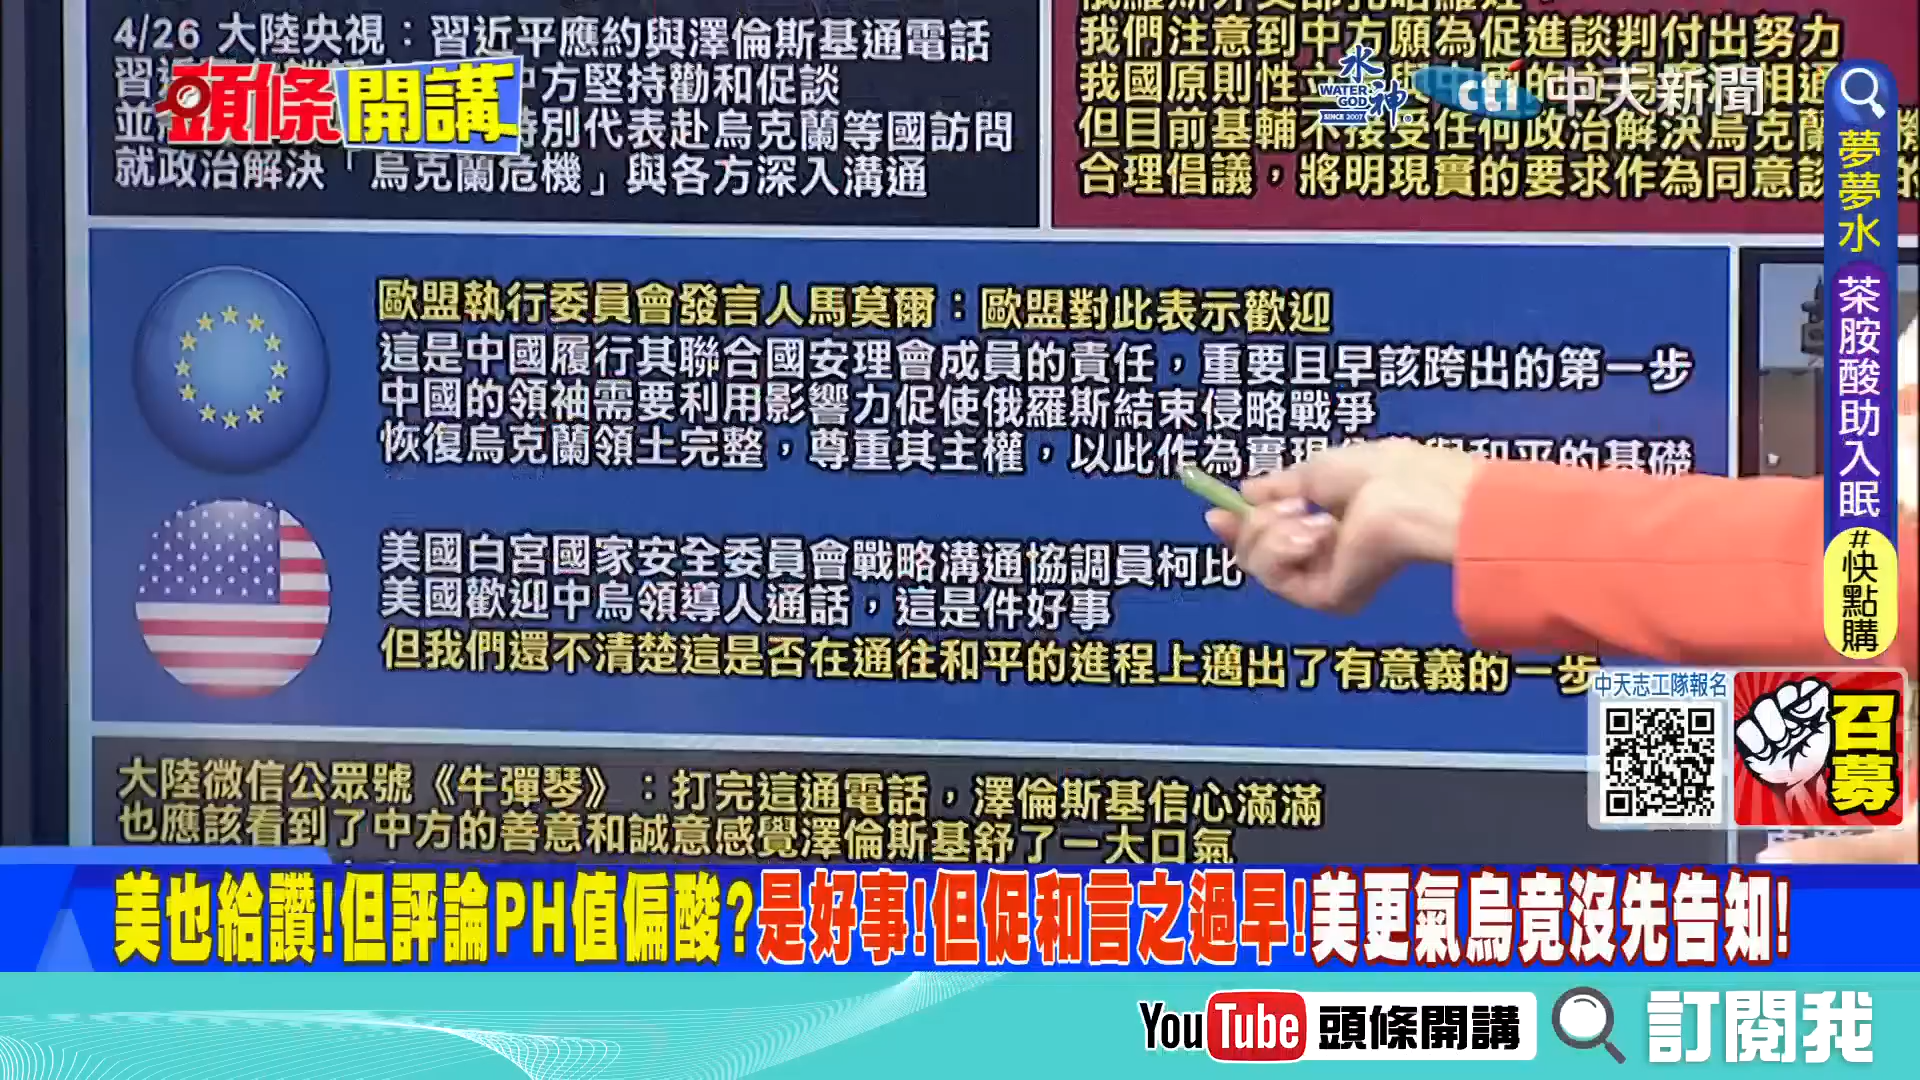 4/26 大陸央視：習近平應約與澤倫斯基通電話
方堅持勸和促談
別代表赴烏克蘭等國訪問
就政治解決「烏克蘭危機」與各方深入溝通
頭條開講
我們注意到中方願為促進談判付出努力
我國原則性立
但目前基輔不接受任何政治解決烏克蘭
合理倡議，將明現實的要求作為同意談
水神
WATER GOD
SINCE 2007
cti 中天新聞
夢夢水
茶胺酸助入眠
#快點購
歐盟執行委員會發言人馬莫爾：歐盟對此表示歡迎
這是中國履行其聯合國安理會成員的責任，重要且早該跨出的第一步
中國的領袖需要利用影響力促使俄羅斯結束侵略戰爭
恢復烏克蘭領土完整，尊重其主權，以此作為實現
和平的基礎
美國白宮國家安全委員會戰略溝通協調員柯比
美國歡迎中烏領導人通話，這是件好事
但我們還不清楚這是否在通往和平的進程上邁出了有意義的一步
中天志工隊報名
召募
大陸微信公眾號《牛彈琴》：打完這通電話，澤倫斯基信心滿滿
也應該看到了中方的善意和誠意感覺澤倫斯基舒了一大口氣
美也給讚!但評論PH值偏酸?是好事!但促和言之過早!美更氣烏竟沒先告知!
YouTube 頭條開講
訂閱我